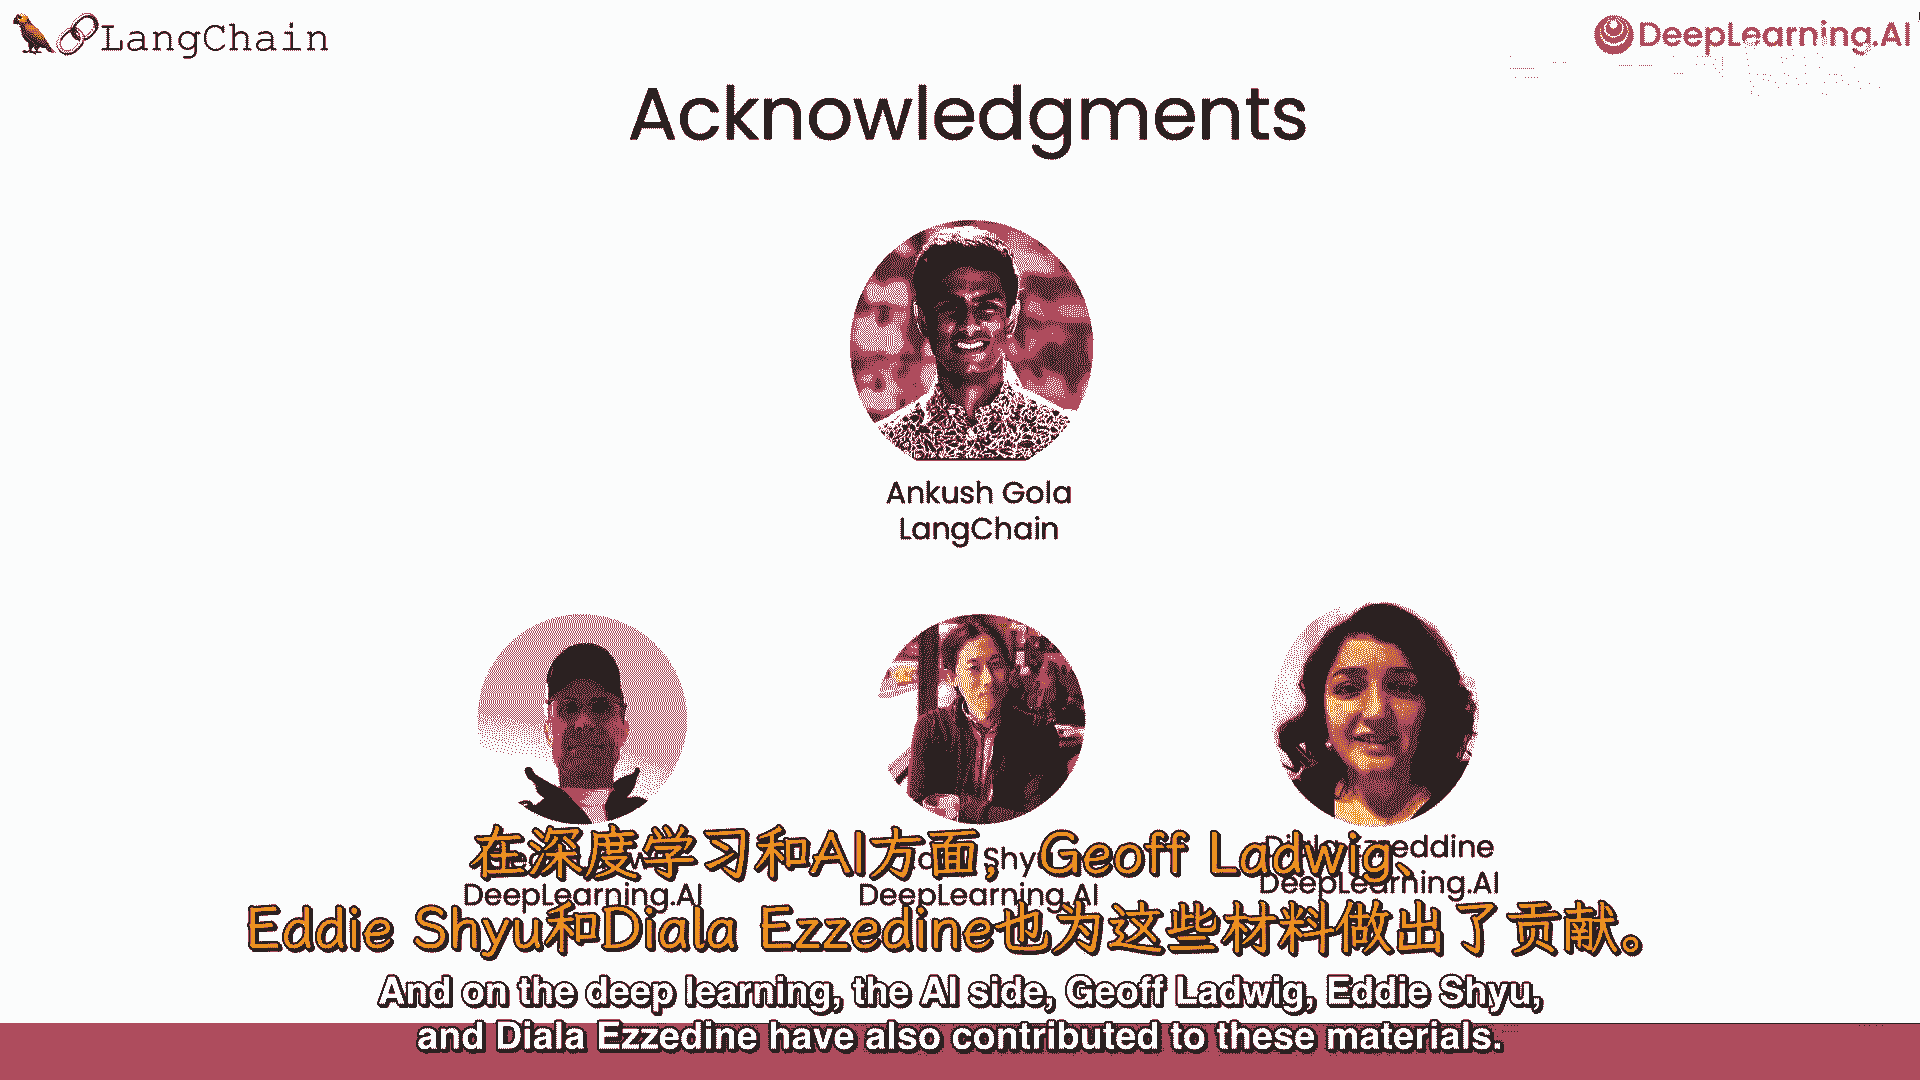 LangChain
DeepLearning.AI
Acknowledgments
Ankush Gola
LangChain
DeepLearning.AI
DeepLearning.AI
DeepLearning.AI
在深度学习和AI方面，Geoff Ladwig、
Eddie Shyu和Diala Ezzedine也为这些材料做出了贡献。
And on the deep learning, the AI side, Geoff Ladwig, Eddie Shyu,
and Diala Ezzedine have also contributed to these materials.